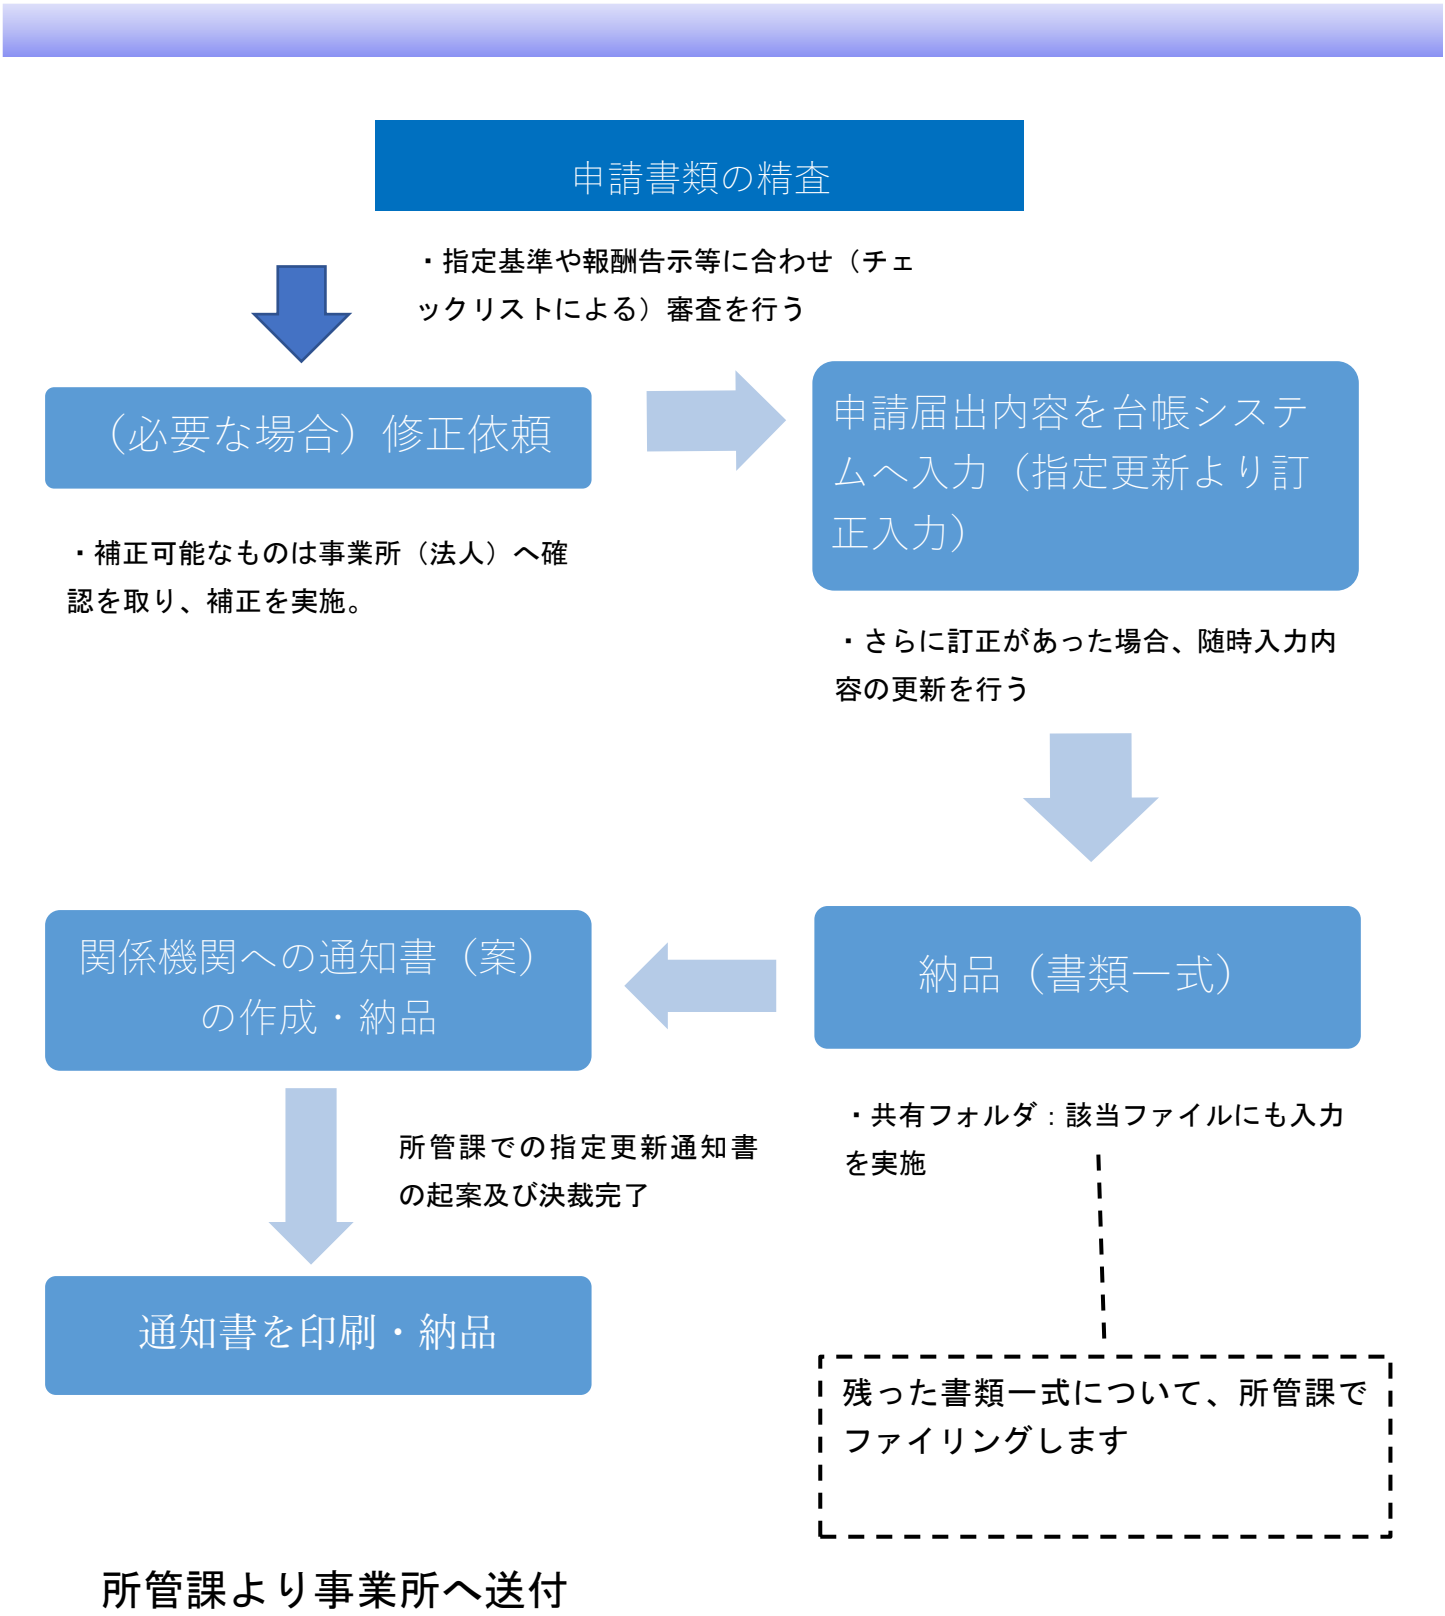 申請書類の精査
・指定基準や報酬告示等に合わせ（チェ
ックリストによる）審査を行う
（必要な場合）修正依頼
・補正可能なものは事業所（法人）へ確
認を取り、補正を実施。
申請届出内容を台帳システ
ムへ入力（指定更新より訂
正入力）
・さらに訂正があった場合、随時入力内
容の更新を行う
納品（書類一式）
・共有フォルダ：該当ファイルにも入力
を実施
残った書類一式について、所管課で
ファイリングします
関係機関への通知書（案）
の作成・納品
所管課での指定更新通知書
の起案及び決裁完了
通知書を印刷・納品
所管課より事業所へ送付